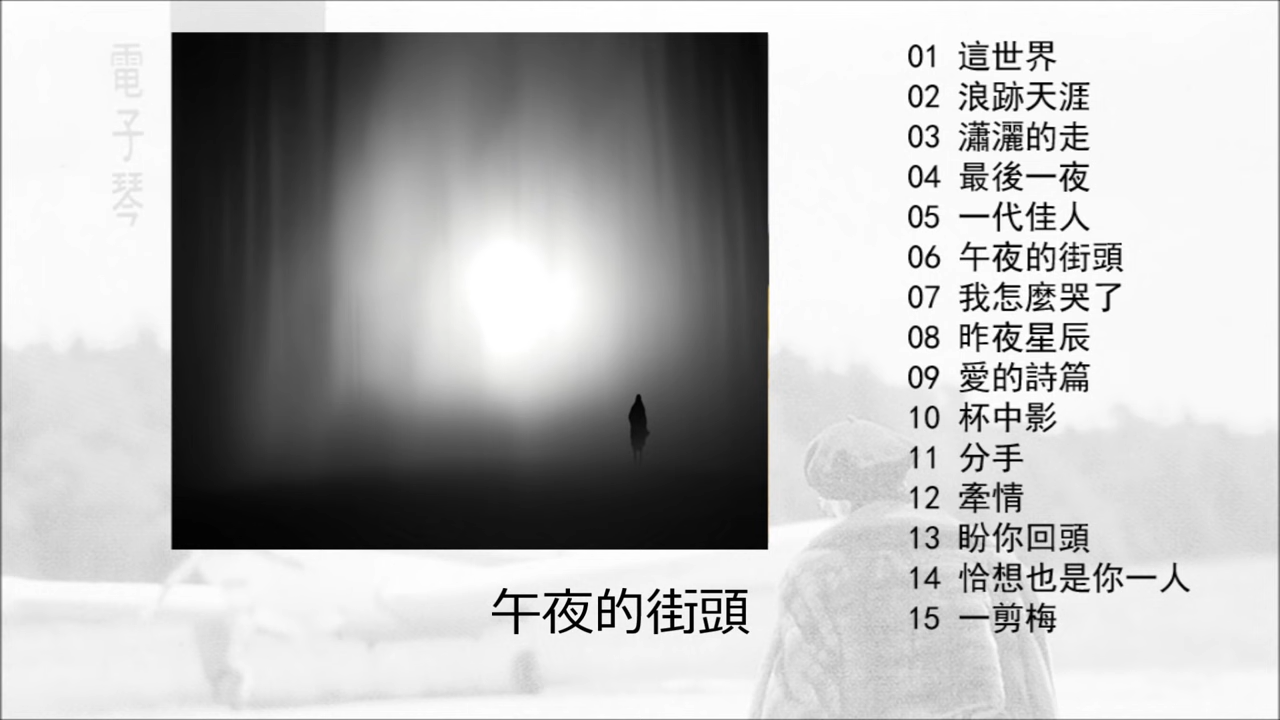 電子琴
01 這世界
02 浪跡天涯
03 瀟灑的走
04 最後一夜
05 一代佳人
06 午夜的街頭
07 我怎麼哭了
08 昨夜星辰
09 愛的詩篇
10 杯中影
11 分手
12 牽情
13 盼你回頭
14 恰想也是你一人
15 一剪梅
午夜的街頭